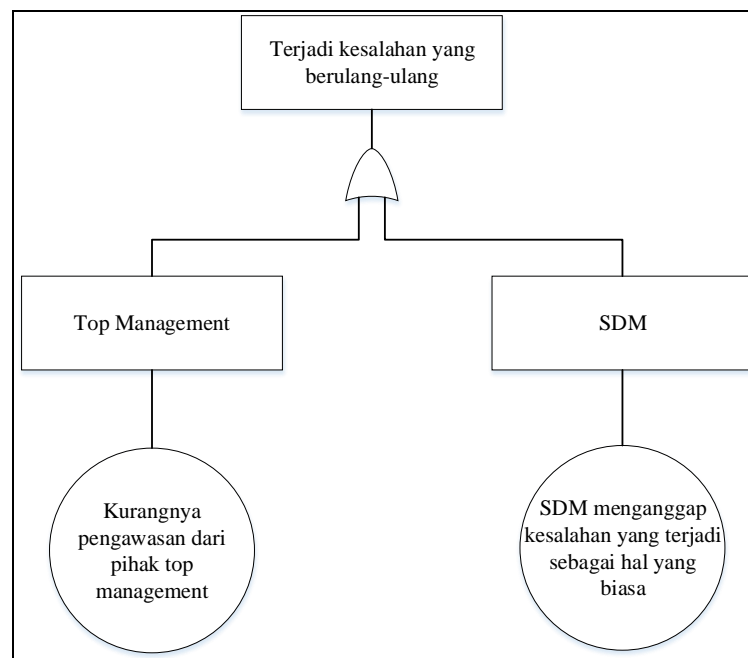 Terjadi kesalahan yang
berulang-ulang
Top Management
SDM
Kurangnya
pengawasan dari
pihak top
management
SDM menganggap
kesalahan yang terjadi
sebagai hal yang
biasa